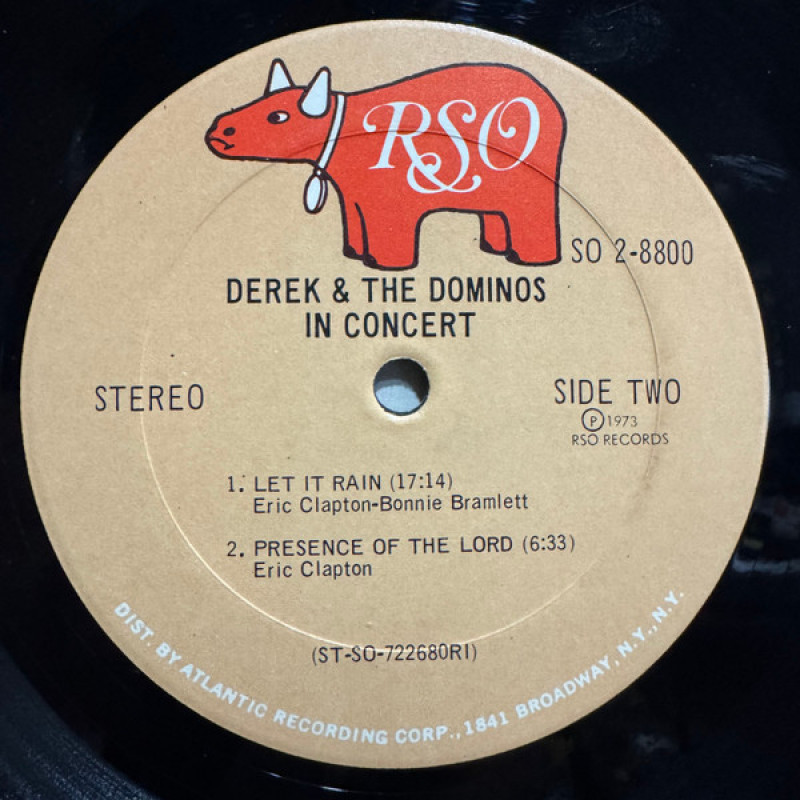 RSO
SO 2-8800
DEREK & THE DOMINOS
IN CONCERT
STEREO
SIDE TWO
Ⓟ1973
RSO RECORDS
1. LET IT RAIN (17:14)
Eric Clapton-Bonnie Bramlett
2. PRESENCE OF THE LORD (6:33)
Eric Clapton
(ST-SO-722680RI)
DIST. BY ATLANTIC RECORDING CORP., 1841 BROADWAY, N.Y., N.Y.